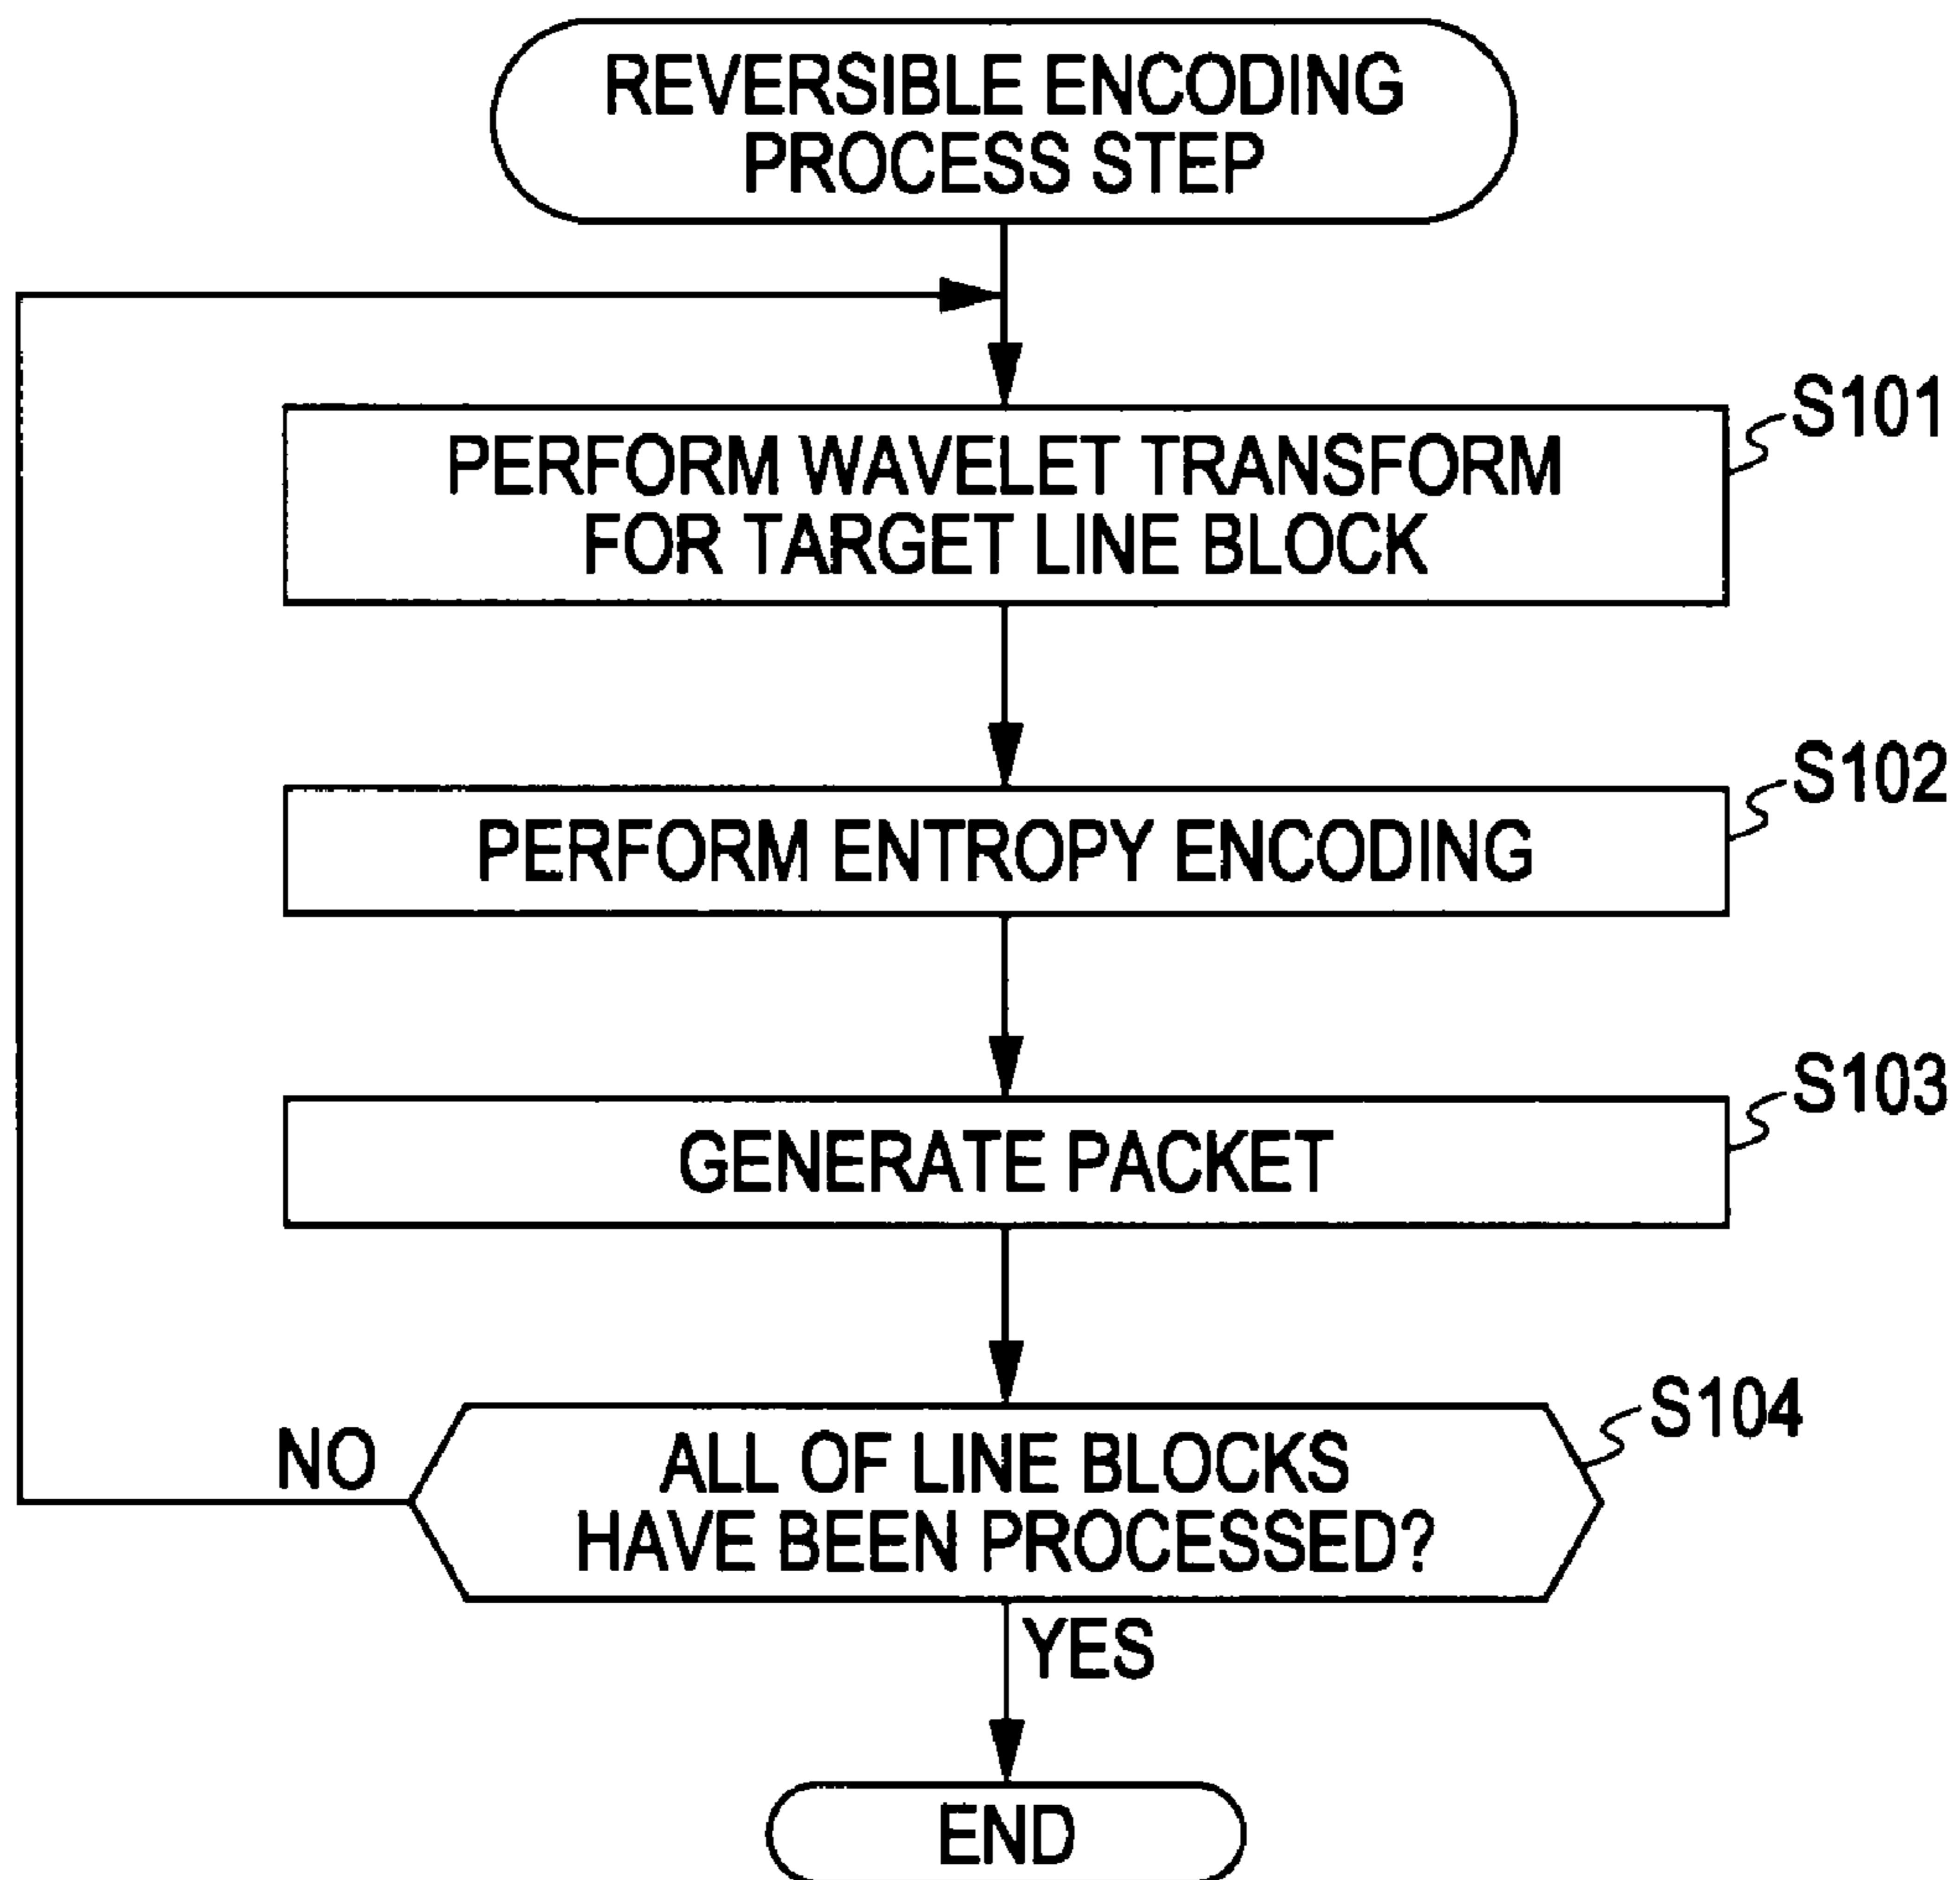 REVERSIBLE ENCODING
PROCESS STEP
S101
PERFORM WAVELET TRANSFORM
FOR TARGET LINE BLOCK
S102
PERFORM ENTROPY ENCODING
S103
GENERATE PACKET
S104
NO
ALL OF LINE BLOCKS
HAVE BEEN PROCESSED?
YES
END